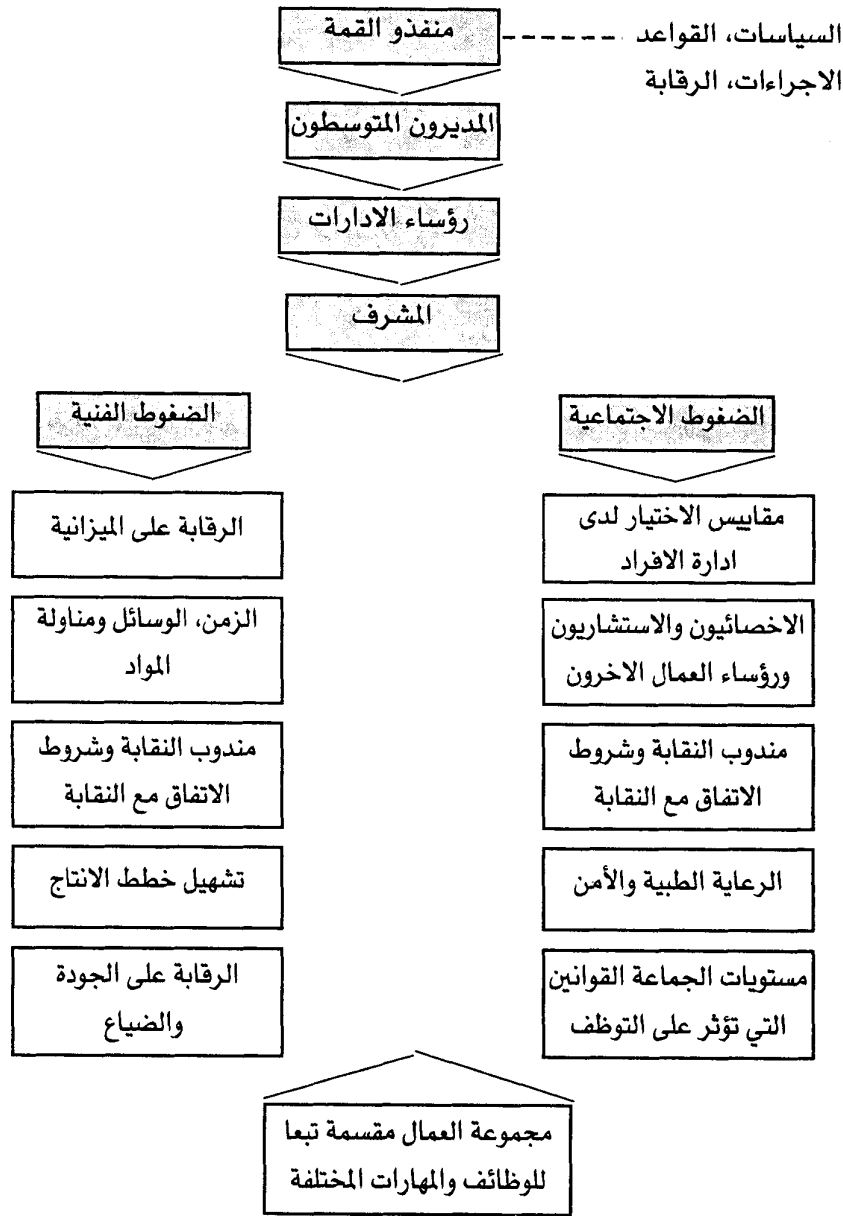 منفذو القمة
السياسات، القواعد
الاجراءات، الرقابة
المديرون المتوسطون
رؤساء الادارات
المشرف
الضغوط الاجتماعية
مقاييس الاختيار لدى
ادارة الافراد
الاخصائيون والاستشاريون
ورؤساء العمال الاخرون
مندوب النقابة وشروط
الاتفاق مع النقابة
الرعاية الطبية والأمن
مستويات الجماعة القوانين
التي تؤثر على التوظف
الضغوط الفنية
الرقابة على الميزانية
الزمن، الوسائل ومناولة
المواد
مندوب النقابة وشروط
الاتفاق مع النقابة
تشهيل خطط الانتاج
الرقابة على الجودة
والضياع
مجموعة العمال مقسمة تبعا
للوظائف والمهارات المختلفة